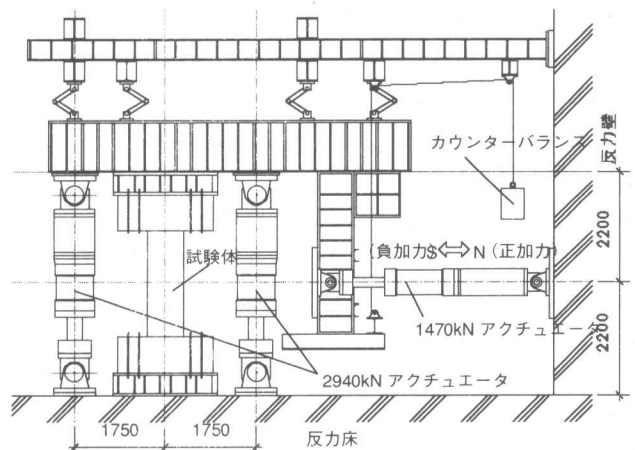 カウンターバランス
反力壁
2200
試験体
(負加力)S⇔N(正加力)
1470kN アクチュエータ
2200
2940kN アクチュエータ
1750
1750
反力床